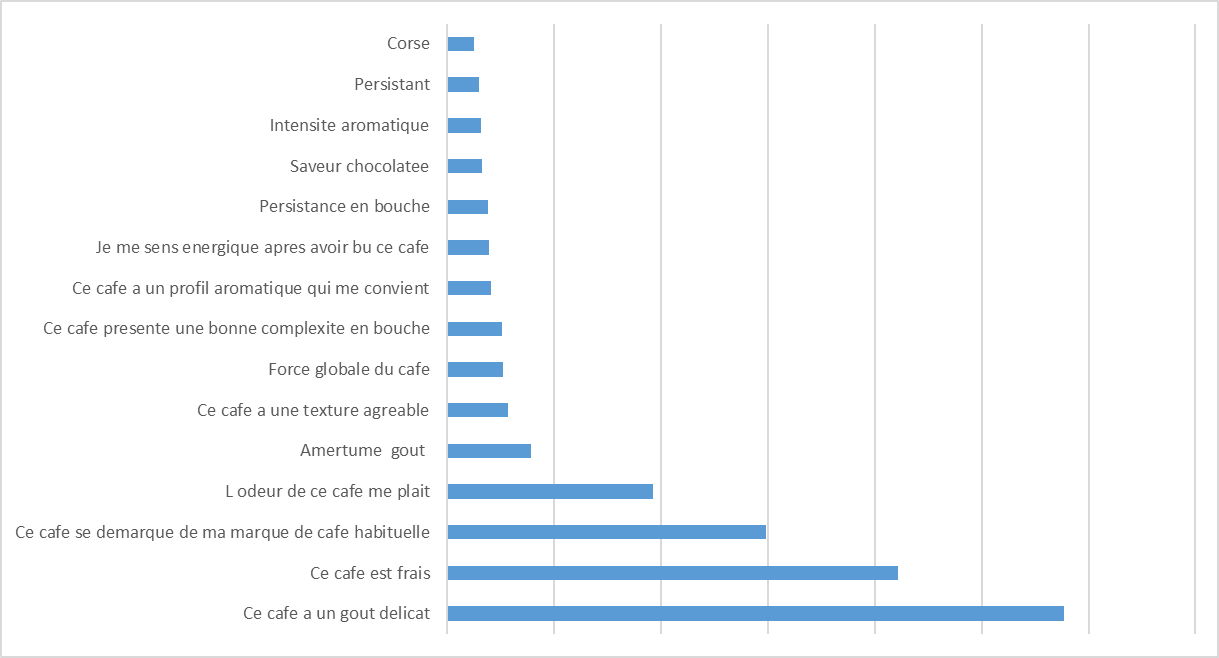 Corse
Persistant
Intensite aromatique
Saveur chocolatee
Persistance en bouche
Je me sens energique apres avoir bu ce cafe
Ce cafe a un profil aromatique qui me convient
Ce cafe presente une bonne complexite en bouche
Force globale du cafe
Ce cafe a une texture agreable
Amertume  gout
L odeur de ce cafe me plait
Ce cafe se demarque de ma marque de cafe habituelle
Ce cafe est frais
Ce cafe a un gout delicat